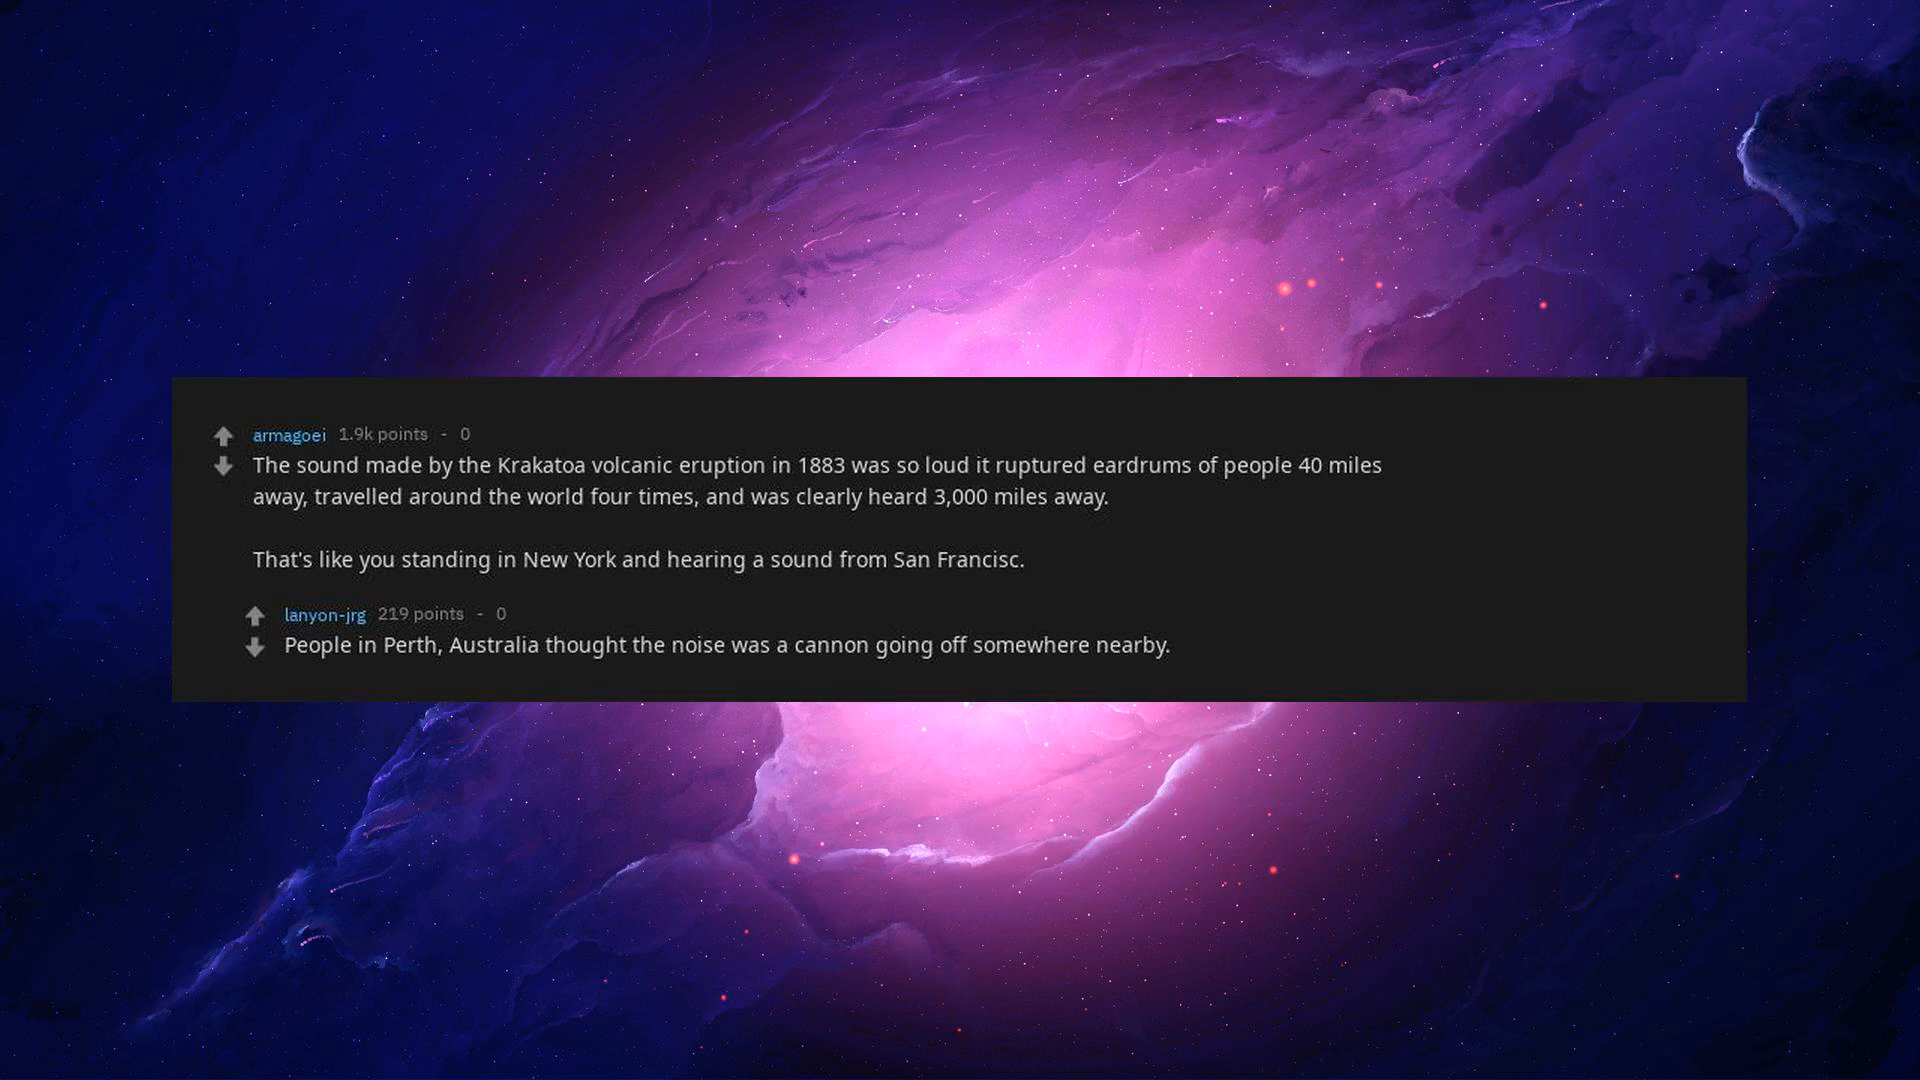 armagoei 1.9k points - 0
The sound made by the Krakatoa volcanic eruption in 1883 was so loud it ruptured eardrums of people 40 miles
away, travelled around the world four times, and was clearly heard 3,000 miles away.
That's like you standing in New York and hearing a sound from San Francisc.
lanyon-jrg 219 points - 0
People in Perth, Australia thought the noise was a cannon going off somewhere nearby.